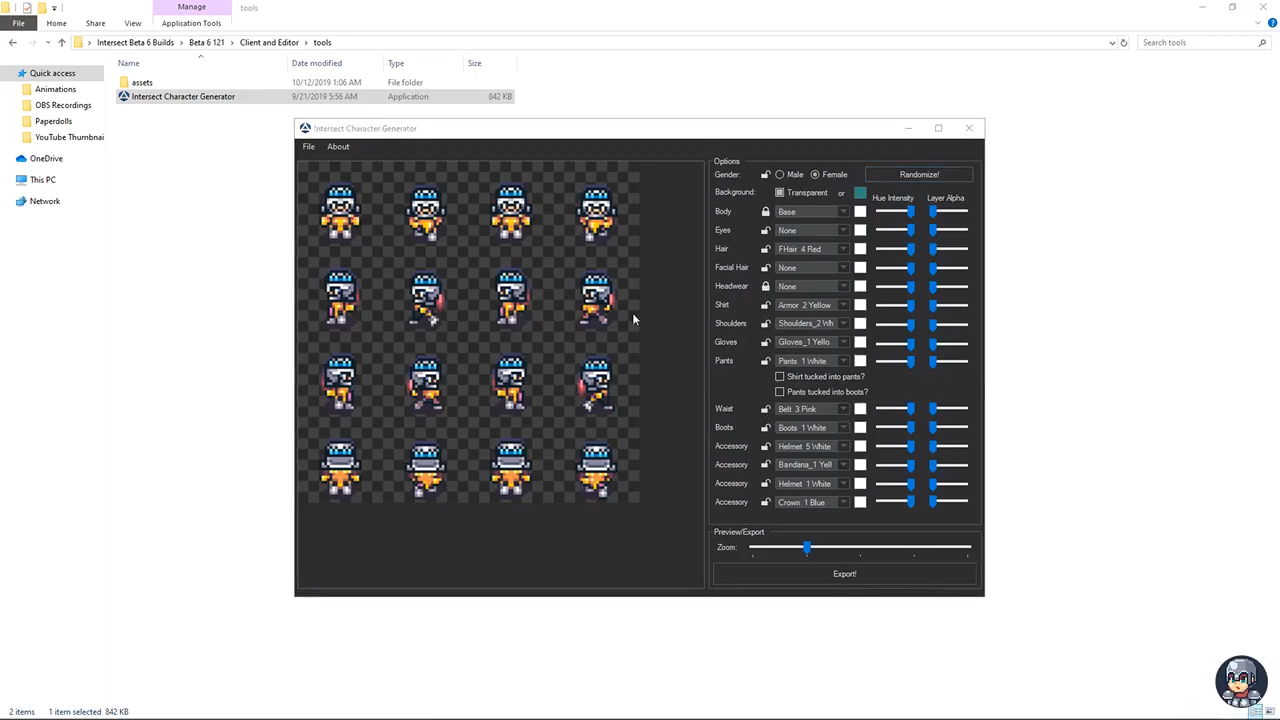 Manage
tools
File
Home
Share
View
Application Tools
Intersect Beta 6 Builds
Beta 6 121
Client and Editor
tools
Search tools
Name
Date modified
Type
Size
Quick access
Animations
OBS Recordings
Paperdolls
YouTube Thumbnai
OneDrive
This PC
Network
assets
10/12/2019 1:06 AM
File folder
Intersect Character Generator
9/21/2019 5:56 AM
Application
842 KB
Intersect Character Generator
File
About
Options
Gender:
Male
Female
Randomize!
Background:
Transparent
or
Hue Intensity
Layer Alpha
Body
Base
Eyes
None
Hair
FHair 4 Red
Facial Hair
None
Headwear
None
Shirt
Armor 2 Yellow
Shoulders
Shoulders_2 Wh
Gloves
Gloves_1 Yello
Pants
Pants 1 White
Shirt tucked into pants?
Pants tucked into boots?
Waist
Belt 3 Pink
Boots
Boots 1 White
Accessory
Helmet 5 White
Accessory
Bandana_1 Yell
Accessory
Helmet 1 White
Accessory
Crown 1 Blue
Preview/Export
Zoom:
Export!
2 items
1 item selected 842 KB